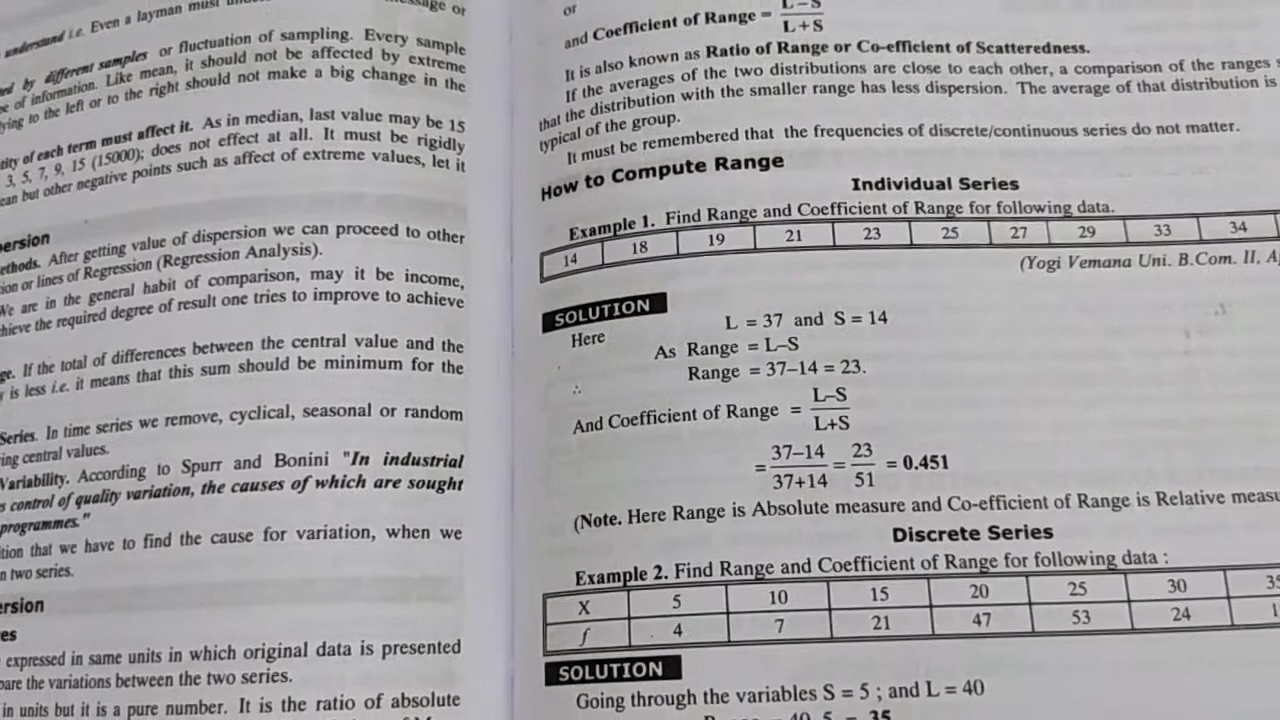 understand i.e. Even a layman must
sage or
by different samples or fluctuation of sampling. Every sample
of information. Like mean, it should not be affected by extreme
lying to the left or to the right should not make a big change in the
tity of each term must affect it. As in median, last value may be 15
3, 5, 7, 9, 15 (15000); does not effect at all. It must be rigidly
ean but other negative points such as affect of extreme values, let it
ersion
ethods. After getting value of dispersion we can proceed to other
ion or lines of Regression (Regression Analysis).
We are in the general habit of comparison, may it be income,
hieve the required degree of result one tries to improve to achieve
ge. If the total of differences between the central value and the
y is less i.e. it means that this sum should be minimum for the
Series. In time series we remove, cyclical, seasonal or random
ing central values.
Variability. According to Spurr and Bonini "In industrial
s control of quality variation, the causes of which are sought
programmes."
ition that we have to find the cause for variation, when we
n two series.
ersion
es
expressed in same units in which original data is presented
pare the variations between the two series.
in units but it is a pure number. It is the ratio of absolute
or
and Coefficient of Range = L–S
L+S
It is also known as Ratio of Range or Co-efficient of Scatteredness.
If the averages of the two distributions are close to each other, a comparison of the ranges
that the distribution with the smaller range has less dispersion. The average of that distribution is
typical of the group.
It must be remembered that the frequencies of discrete/continuous series do not matter.
How to Compute Range
Individual Series
Example 1. Find Range and Coefficient of Range for following data.
14 18 19 21 23 25 27 29 33 34
(Yogi Vemana Uni. B.Com. II. A
SOLUTION
Here L = 37 and S = 14
As Range = L–S
∴ Range = 37–14 = 23.
And Coefficient of Range = L–S
L+S
= 37–14 = 23 = 0.451
37+14 51
(Note. Here Range is Absolute measure and Co-efficient of Range is Relative measu
Discrete Series
Example 2. Find Range and Coefficient of Range for following data :
X 5 10 15 20 25 30 35
f 4 7 21 47 53 24 1
SOLUTION
Going through the variables S = 5 ; and L = 40
40 5 = 35